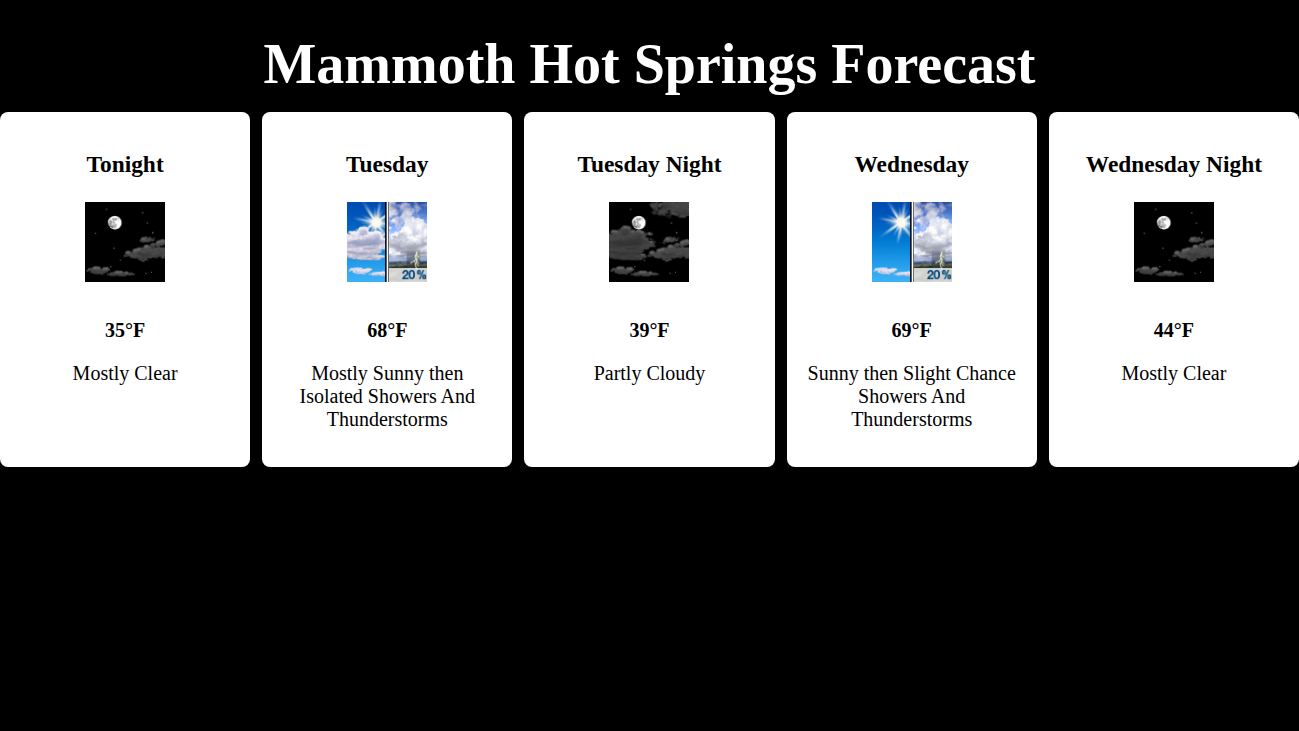 Mammoth Hot Springs Forecast
Tonight
35°F
Mostly Clear
Tuesday
20%
68°F
Mostly Sunny then
Isolated Showers And
Thunderstorms
Tuesday Night
39°F
Partly Cloudy
Wednesday
20%
69°F
Sunny then Slight Chance
Showers And
Thunderstorms
Wednesday Night
44°F
Mostly Clear